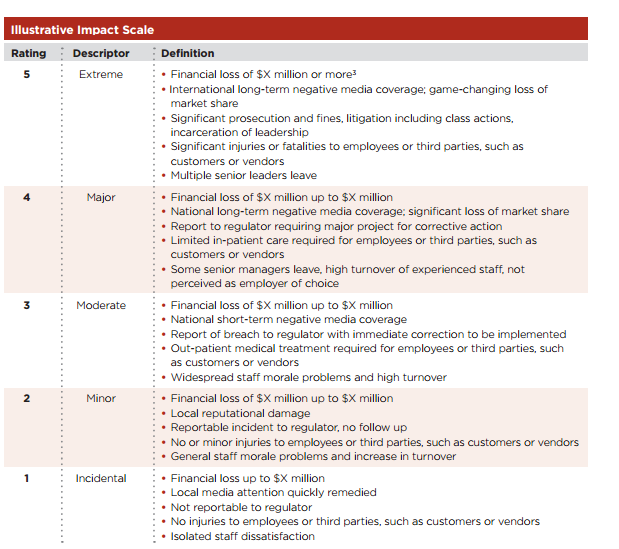 Illustrative Impact Scale
Rating Descriptor Definition
5 Extreme • Financial loss of $X million or more³
• International long-term negative media coverage; game-changing loss of
market share
• Significant prosecution and fines, litigation including class actions,
incarceration of leadership
• Significant injuries or fatalities to employees or third parties, such as
customers or vendors
• Multiple senior leaders leave
4 Major • Financial loss of $X million up to $X million
• National long-term negative media coverage; significant loss of market share
• Report to regulator requiring major project for corrective action
• Limited in-patient care required for employees or third parties, such as
customers or vendors
• Some senior managers leave, high turnover of experienced staff, not
perceived as employer of choice
3 Moderate • Financial loss of $X million up to $X million
• National short-term negative media coverage
• Report of breach to regulator with immediate correction to be implemented
• Out-patient medical treatment required for employees or third parties, such
as customers or vendors
• Widespread staff morale problems and high turnover
2 Minor • Financial loss of $X million up to $X million
• Local reputational damage
• Reportable incident to regulator, no follow up
• No or minor injuries to employees or third parties, such as customers or vendors
• General staff morale problems and increase in turnover
1 Incidental • Financial loss up to $X million
• Local media attention quickly remedied
• Not reportable to regulator
• No injuries to employees or third parties, such as customers or vendors
• Isolated staff dissatisfaction